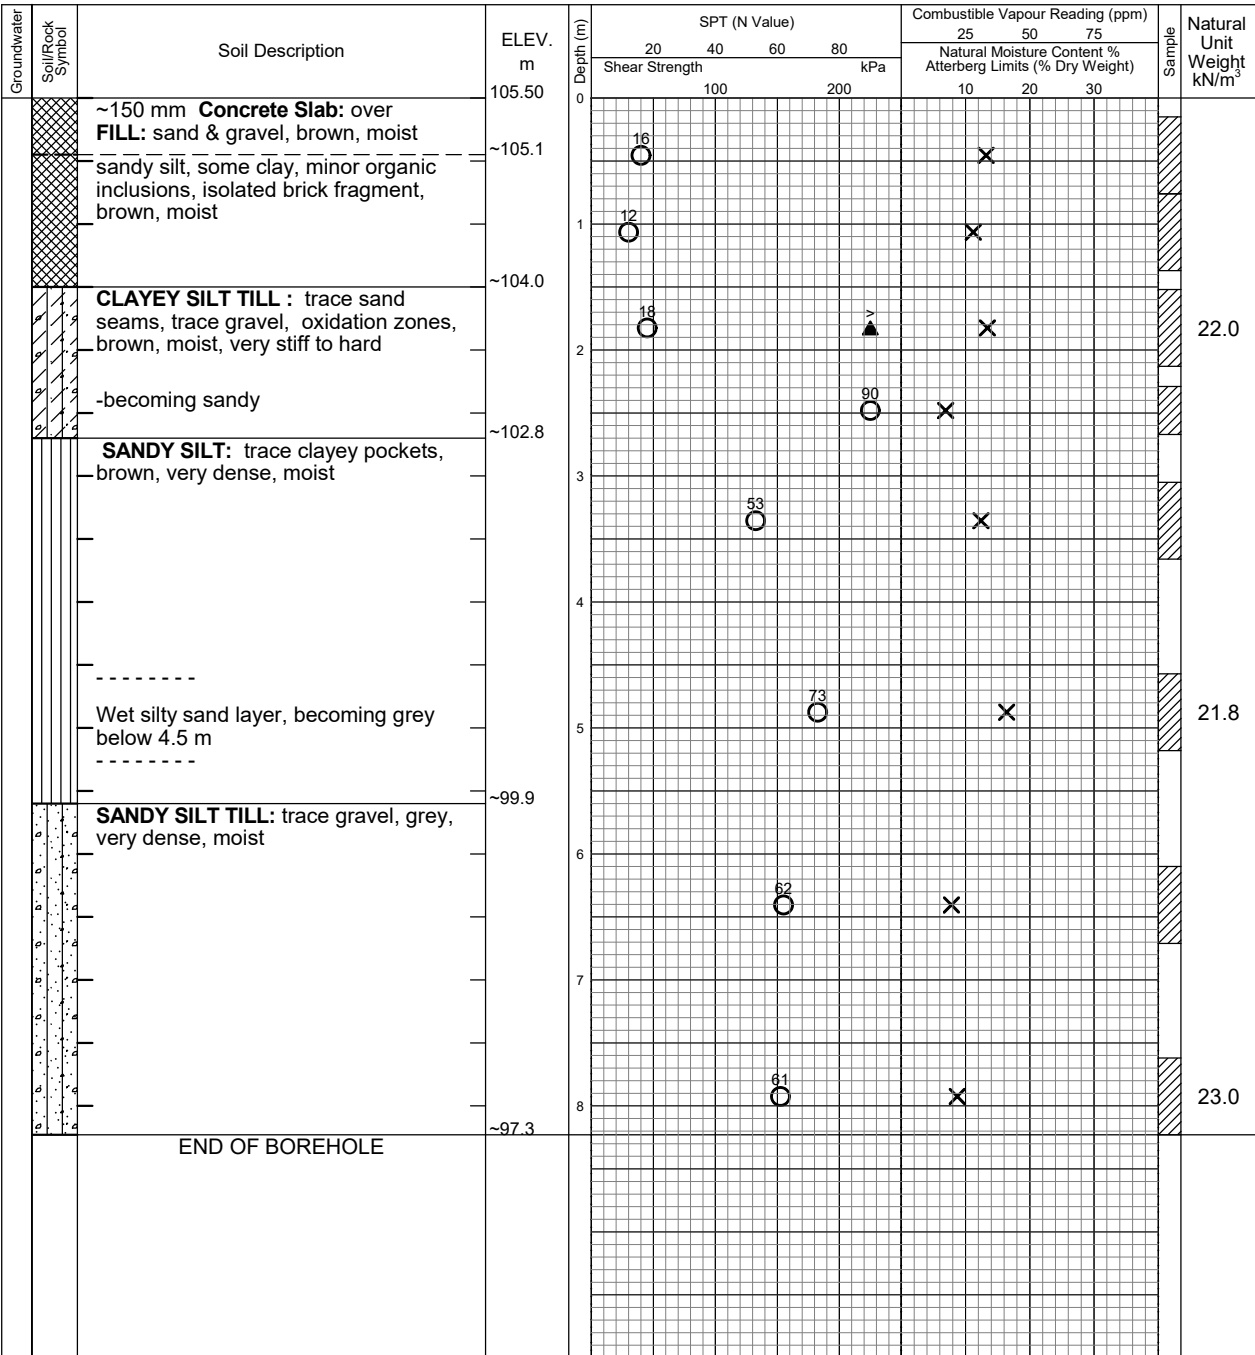 Groundwater
Soil/Rock
Symbol
Soil Description
ELEV.
m
Depth (m)
SPT (N Value)
20 40 60 80
Shear Strength kPa
100 200
Combustible Vapour Reading (ppm)
25 50 75
Natural Moisture Content %
Atterberg Limits (% Dry Weight)
10 20 30
Sample
Natural
Unit
Weight
kN/m³
105.50
0
~150 mm Concrete Slab: over
FILL: sand & gravel, brown, moist
16
~105.1
sandy silt, some clay, minor organic
inclusions, isolated brick fragment,
brown, moist
12
1
~104.0
CLAYEY SILT TILL : trace sand
seams, trace gravel, oxidation zones,
brown, moist, very stiff to hard
18
>
22.0
2
-becoming sandy
90
~102.8
SANDY SILT: trace clayey pockets,
brown, very dense, moist
3
53
4
- - - - - - - -
Wet silty sand layer, becoming grey
below 4.5 m
- - - - - - - -
73
21.8
5
~99.9
SANDY SILT TILL: trace gravel, grey,
very dense, moist
6
62
7
61
8
23.0
~97.3
END OF BOREHOLE